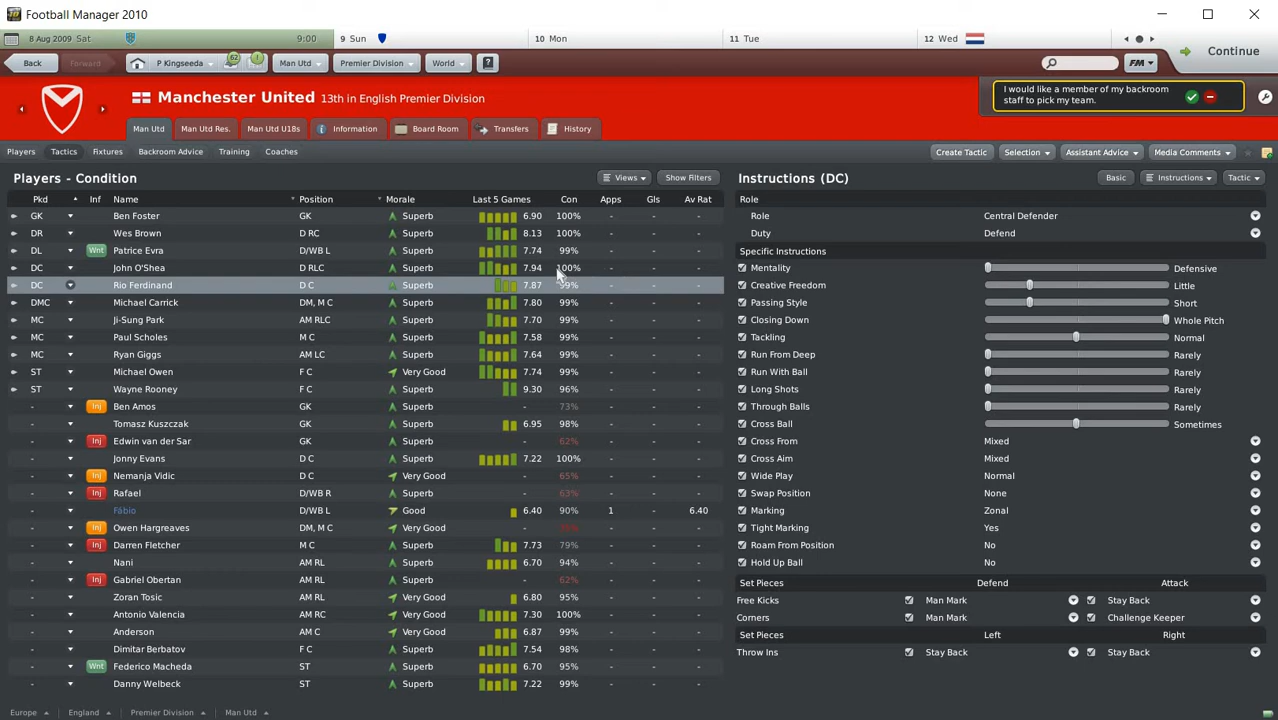 Football Manager 2010
8 Aug 2009 Sat 9:00 9 Sun 10 Mon 11 Tue 12 Wed
Back Forward P Kingseeda 62 Man Utd Premier Division World ? FM Continue
Manchester United 13th in English Premier Division
I would like a member of my backroom
staff to pick my team.
Man Utd Man Utd Res. Man Utd U18s Information Board Room Transfers History
Players Tactics Fixtures Backroom Advice Training Coaches Create Tactic Selection Assistant Advice Media Comments
Players - Condition Views Show Filters Instructions (DC) Basic Instructions Tactic
Pkd Inf Name Position Morale Last 5 Games Con Apps Gls Av Rat Role
GK Ben Foster GK Superb 6.90 100% - - - Role Central Defender
DR Wes Brown D RC Superb 8.13 100% - - - Duty Defend
DL Wnt Patrice Evra D/WB L Superb 7.74 99% - - - Specific Instructions
DC John O'Shea D RLC Superb 7.94 100% - - - Mentality Defensive
DC Rio Ferdinand D C Superb 7.87 99% - - - Creative Freedom Little
DMC Michael Carrick DM, M C Superb 7.80 99% - - - Passing Style Short
MC Ji-Sung Park AM RLC Superb 7.70 99% - - - Closing Down Whole Pitch
MC Paul Scholes M C Superb 7.58 99% - - - Tackling Normal
MC Ryan Giggs AM LC Superb 7.64 99% - - - Run From Deep Rarely
ST Michael Owen F C Very Good 7.74 99% - - - Run With Ball Rarely
ST Wayne Rooney F C Superb 9.30 96% - - - Long Shots Rarely
- Inj Ben Amos GK Superb - 73% - - - Through Balls Rarely
- Tomasz Kuszczak GK Superb 6.95 98% - - - Cross Ball Sometimes
- Inj Edwin van der Sar GK Superb - 62% - - - Cross From Mixed
- Jonny Evans D C Superb 7.22 100% - - - Cross Aim Mixed
- Inj Nemanja Vidic D C Very Good - 65% - - - Wide Play Normal
- Inj Rafael D/WB R Superb - 63% - - - Swap Position None
- Fábio D/WB L Good 6.40 90% 1 - 6.40 Marking Zonal
- Inj Owen Hargreaves DM, M C Very Good - - - - Tight Marking Yes
- Inj Darren Fletcher M C Superb 7.73 79% - - - Roam From Position No
- Nani AM RL Superb 6.70 94% - - - Hold Up Ball No
- Inj Gabriel Obertan AM RL Superb - 62% - - - Set Pieces Defend Attack
- Zoran Tosic AM RL Very Good 6.80 95% - - - Free Kicks Man Mark Stay Back
- Antonio Valencia AM RC Very Good 7.30 100% - - - Corners Man Mark Challenge Keeper
- Anderson AM C Very Good 6.87 99% - - - Set Pieces Left Right
- Dimitar Berbatov F C Superb 7.54 98% - - - Throw Ins Stay Back Stay Back
- Wnt Federico Macheda ST Superb 6.70 95% - - -
- Danny Welbeck ST Superb 7.22 99% - - -
Europe England Premier Division Man Utd